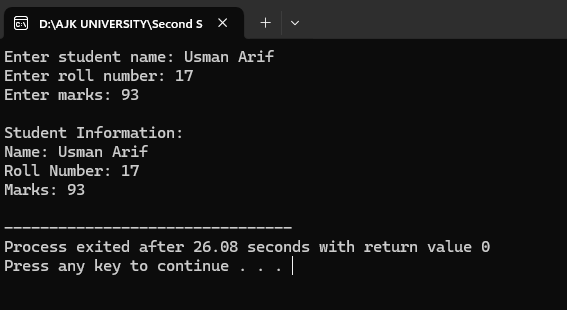 D:\AJK UNIVERSITY\Second S
Enter student name: Usman Arif
Enter roll number: 17
Enter marks: 93
Student Information:
Name: Usman Arif
Roll Number: 17
Marks: 93
--------------------------------
Process exited after 26.08 seconds with return value 0
Press any key to continue . . .